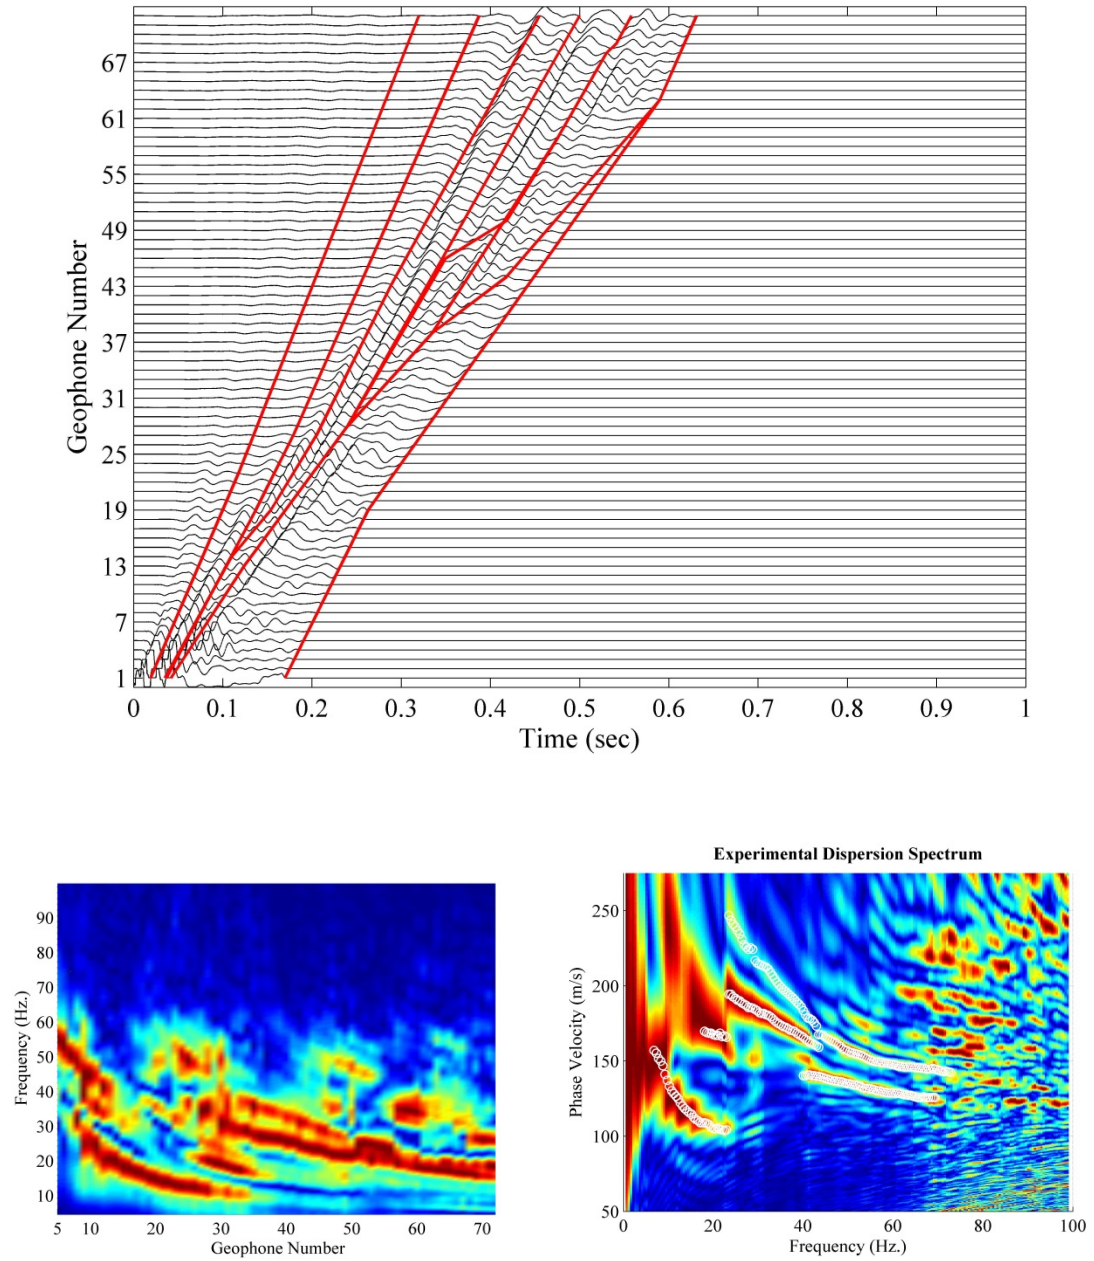 67
61
55
49
43
37
31
25
19
13
7
1
Geophone Number
0 0.1 0.2 0.3 0.4 0.5 0.6 0.7 0.8 0.9 1
Time (sec)
90
80
70
60
50
40
30
20
10
Frequency (Hz.)
5 10 20 30 40 50 60 70
Geophone Number
Experimental Dispersion Spectrum
250
200
150
100
50
Phase Velocity (m/s)
0 20 40 60 80 100
Frequency (Hz.)